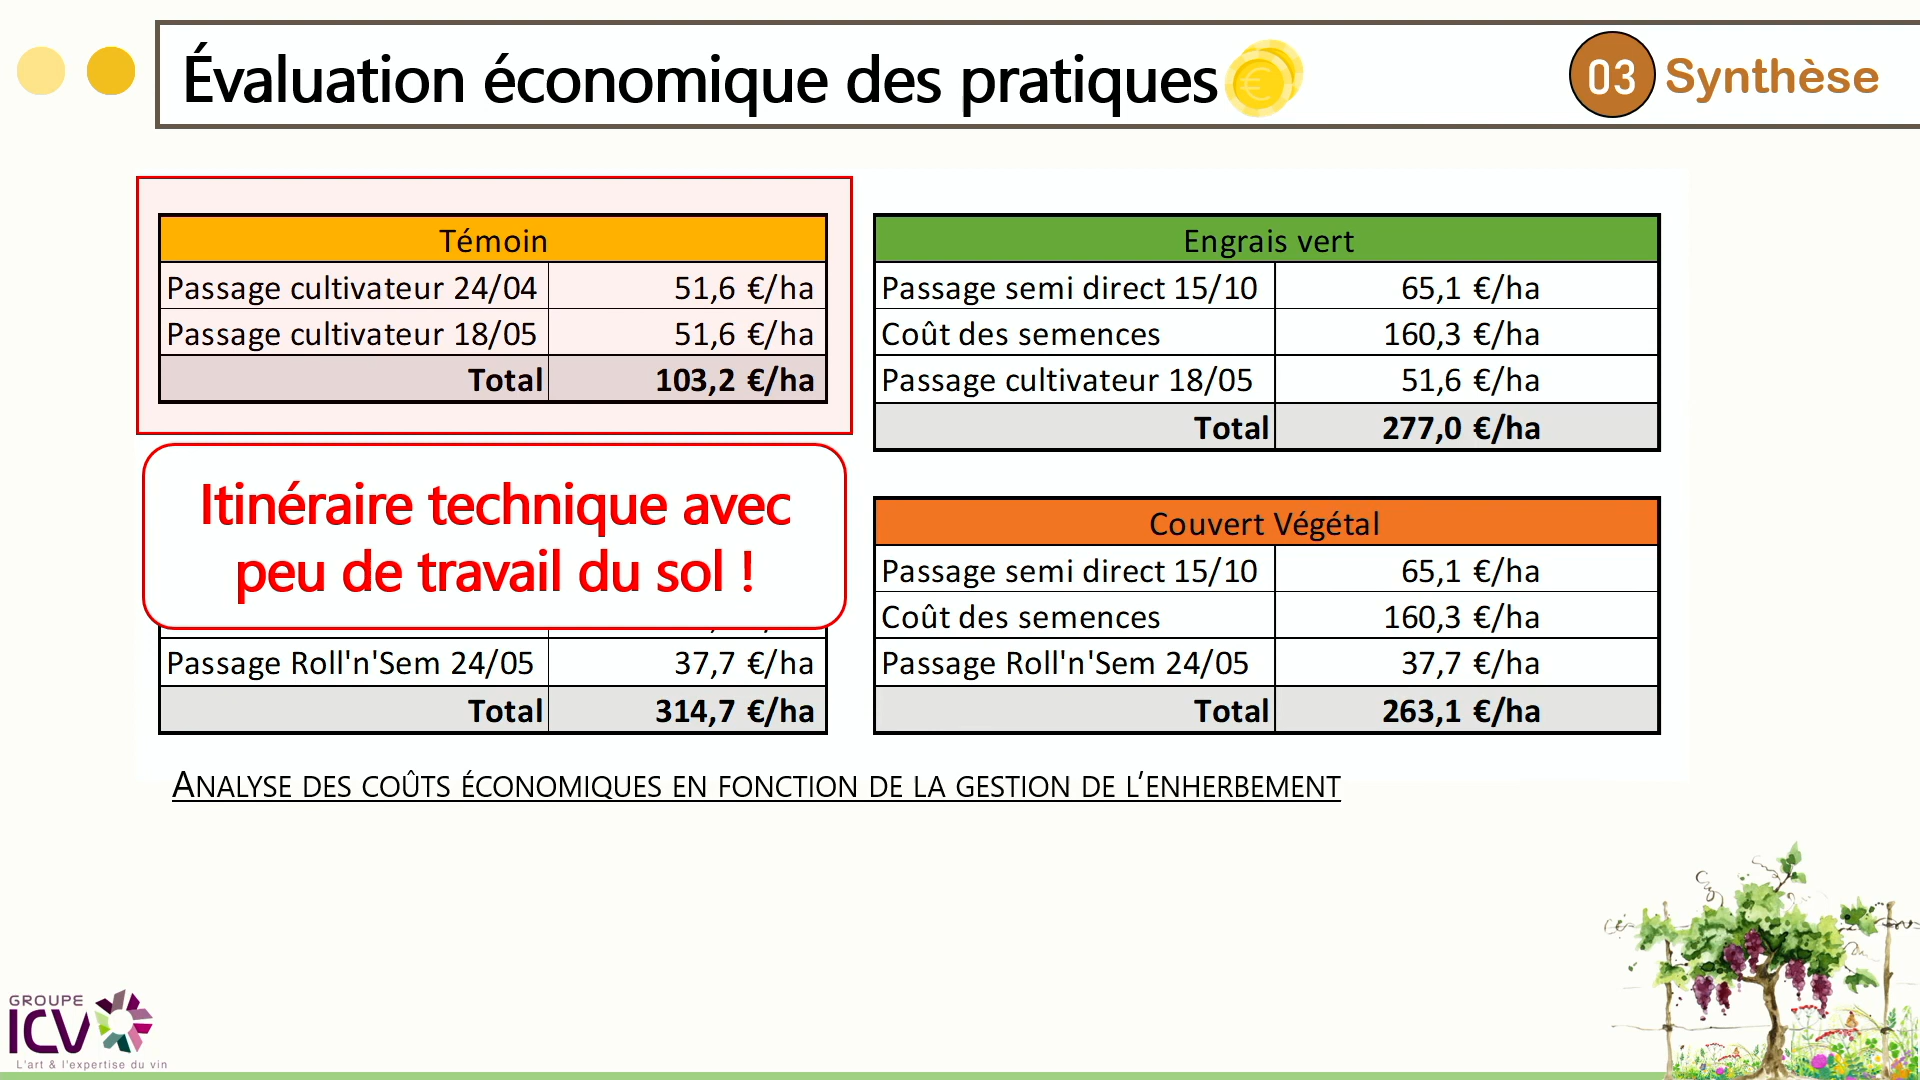 Évaluation économique des pratiques
03 Synthèse
Témoin
Passage cultivateur 24/04 51,6 €/ha
Passage cultivateur 18/05 51,6 €/ha
Total 103,2 €/ha
Engrais vert
Passage semi direct 15/10 65,1 €/ha
Coût des semences 160,3 €/ha
Passage cultivateur 18/05 51,6 €/ha
Total 277,0 €/ha
Itinéraire technique avec
peu de travail du sol !
Passage Roll'n'Sem 24/05 37,7 €/ha
Total 314,7 €/ha
Couvert Végétal
Passage semi direct 15/10 65,1 €/ha
Coût des semences 160,3 €/ha
Passage Roll'n'Sem 24/05 37,7 €/ha
Total 263,1 €/ha
ANALYSE DES COÛTS ÉCONOMIQUES EN FONCTION DE LA GESTION DE L'ENHERBEMENT
GROUPE
ICV
L'art & l'expertise du vin